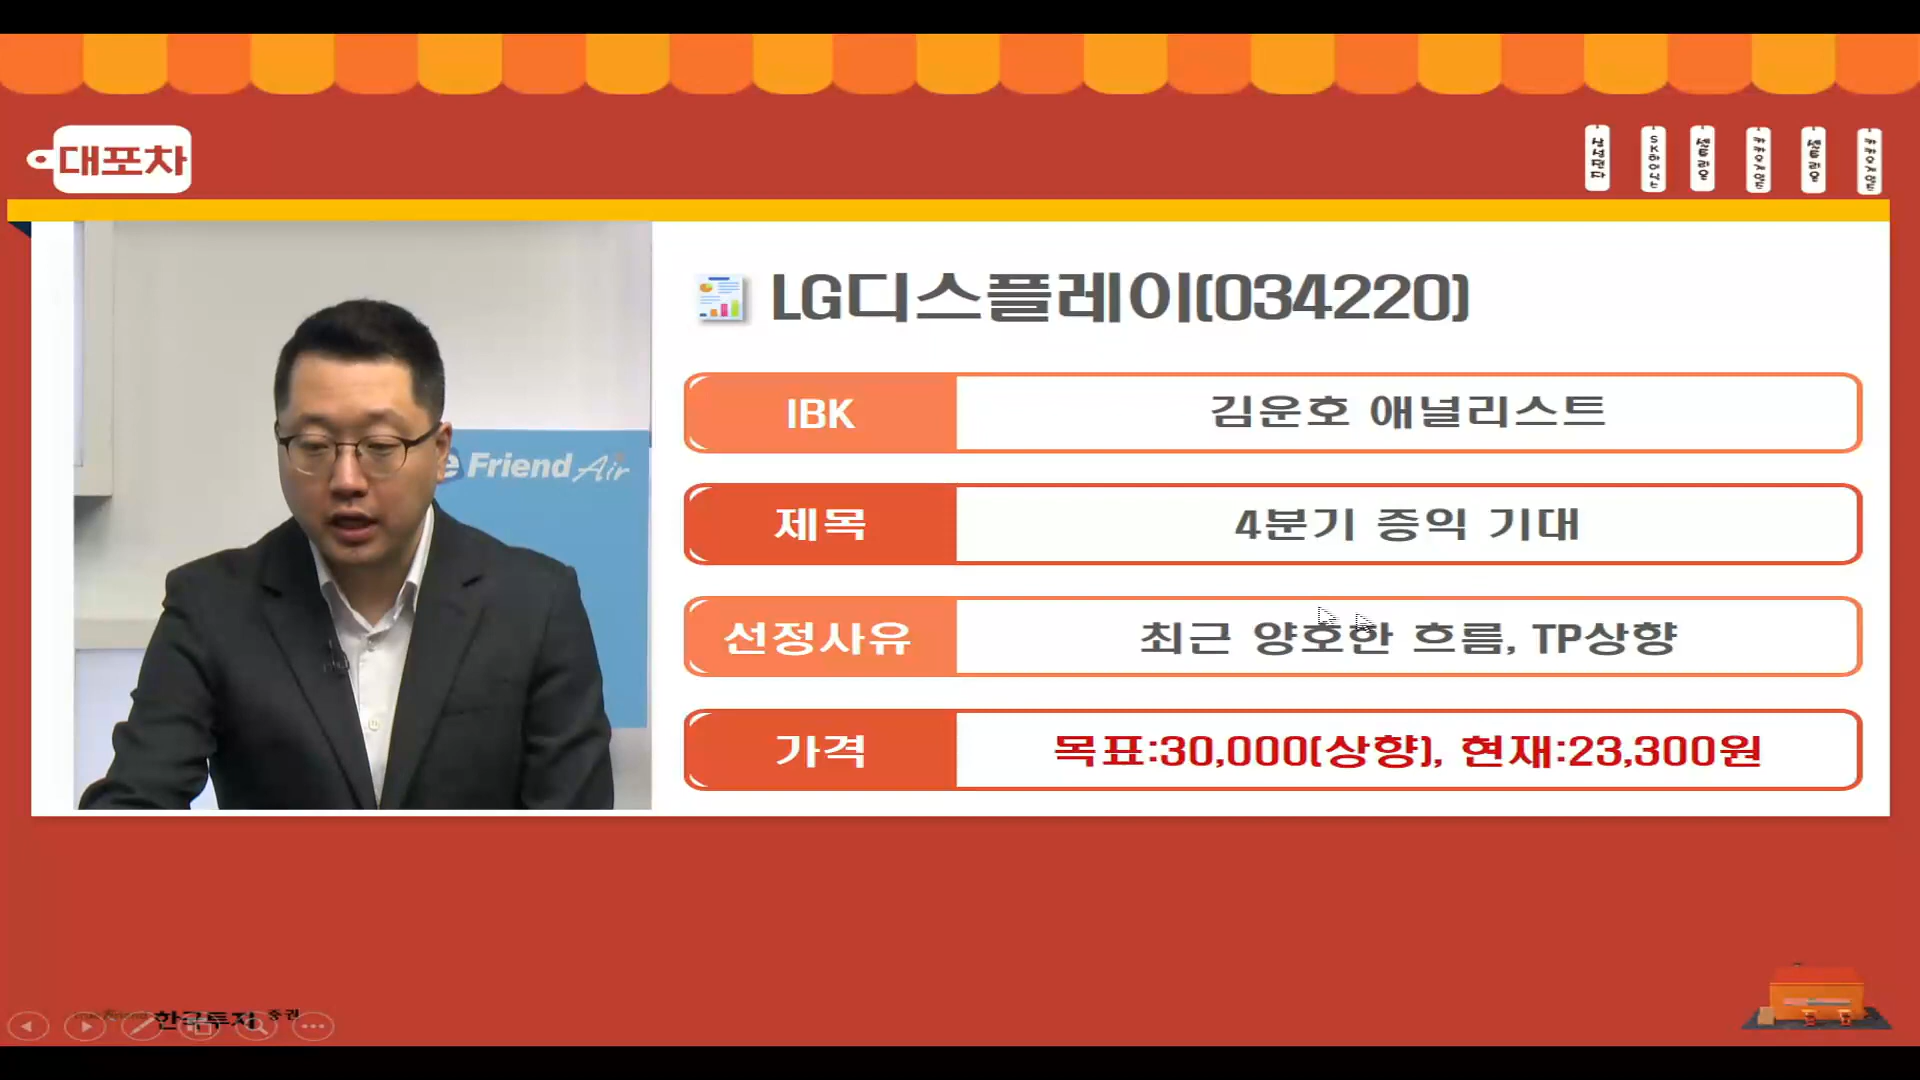 대포차
LG디스플레이(034220)
IBK
김운호 애널리스트
제목
4분기 증익 기대
선정사유
최근 양호한 흐름, TP상향
가격
목표:30,000(상향), 현재:23,300원
e Friend Air
한국투자증권